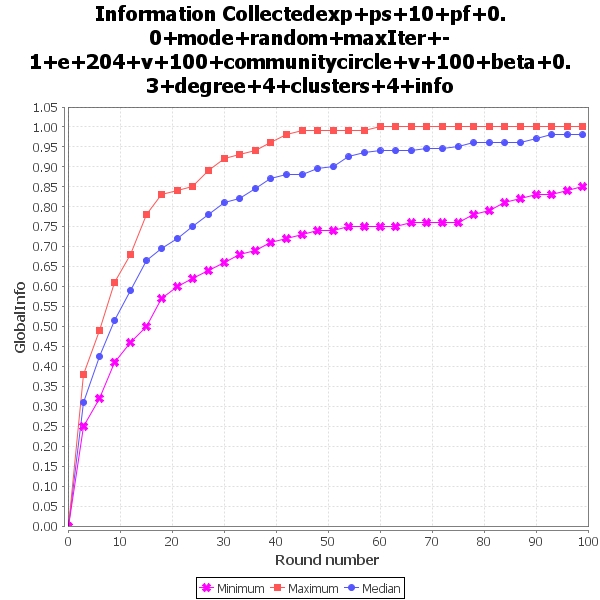 Information Collectedexp+ps+10+pf+0.
0+mode+random+maxIter+-
1+e+204+v+100+communitycircle+v+100+beta+0.
3+degree+4+clusters+4+info
1.05
1.00
0.95
0.90
0.85
0.80
0.75
0.70
0.65
0.60
0.55
0.50
0.45
0.40
0.35
0.30
0.25
0.20
0.15
0.10
0.05
0.00
GlobalInfo
0 10 20 30 40 50 60 70 80 90 100
Round number
Minimum Maximum Median